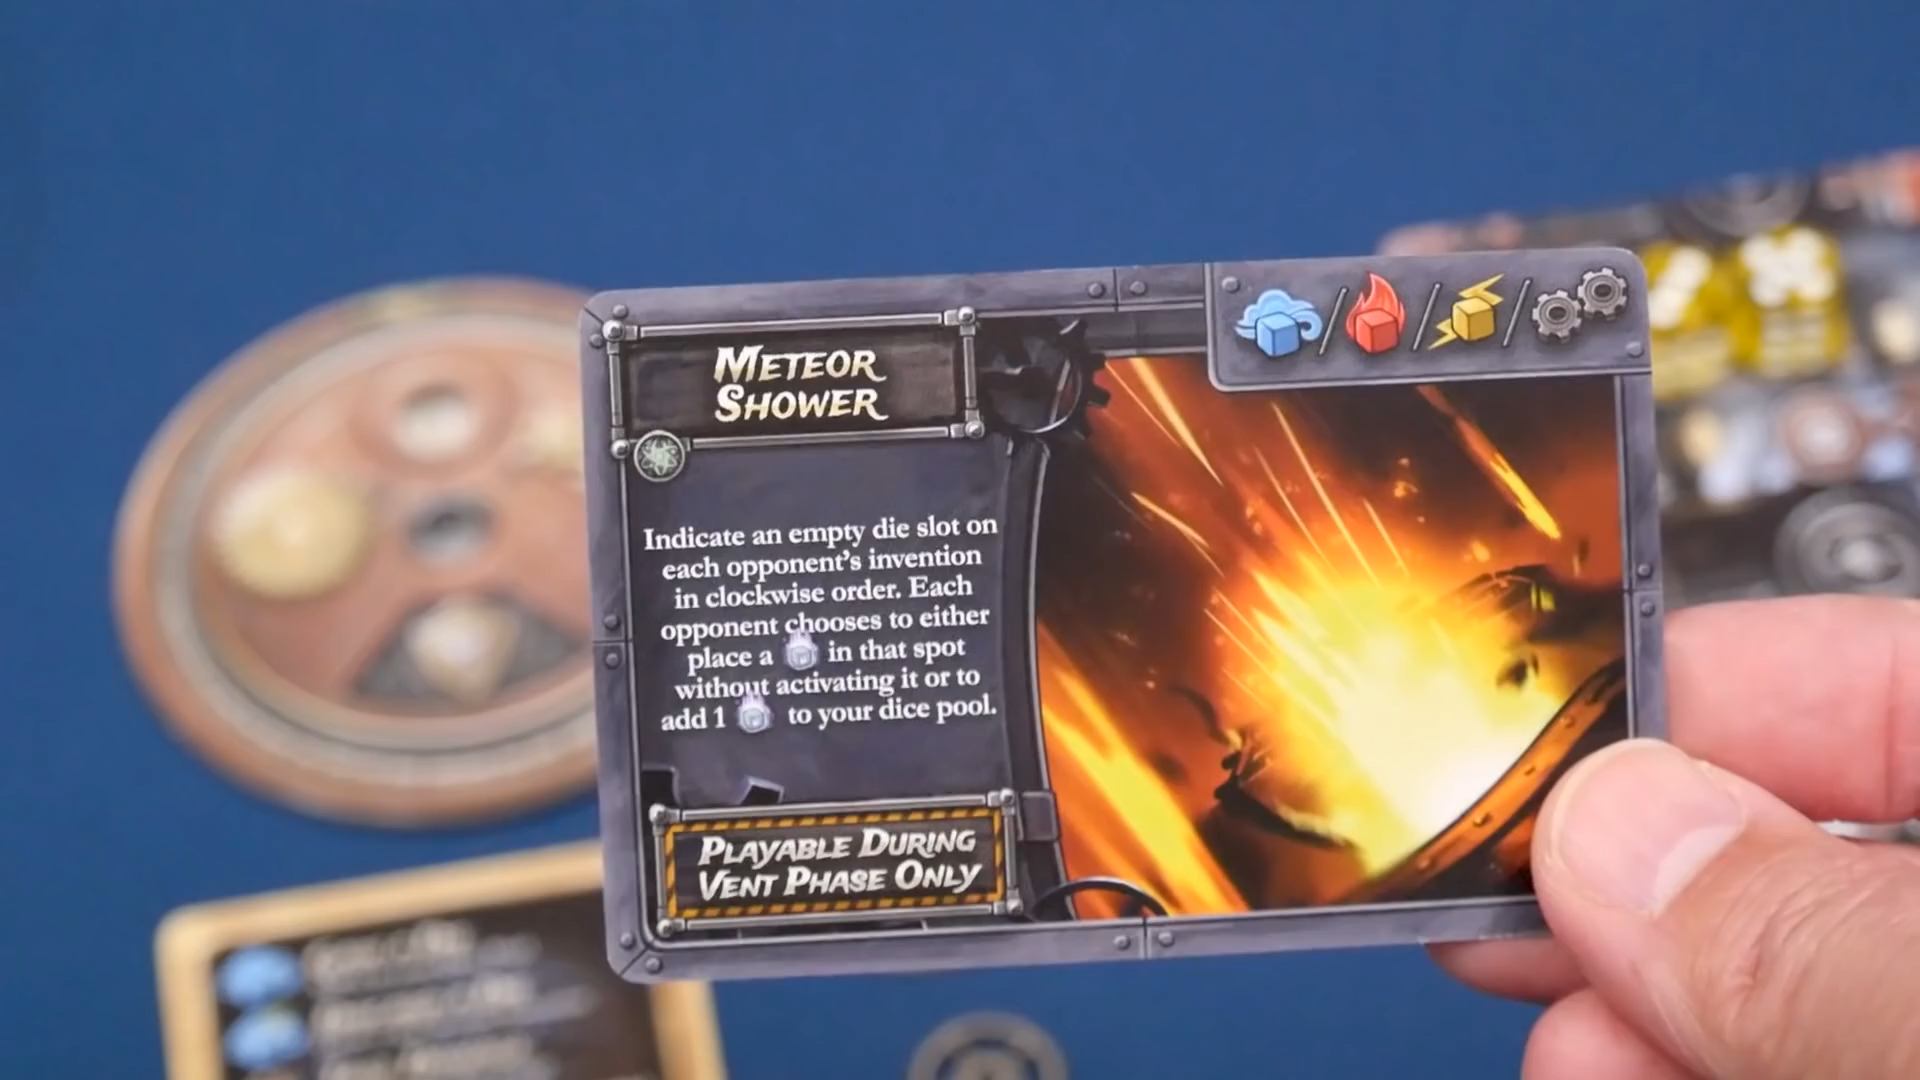 METEOR
SHOWER
Indicate an empty die slot on
each opponent's invention
in clockwise order. Each
opponent chooses to either
place a in that spot
without activating it or to
add 1 to your dice pool.
PLAYABLE DURING
VENT PHASE ONLY